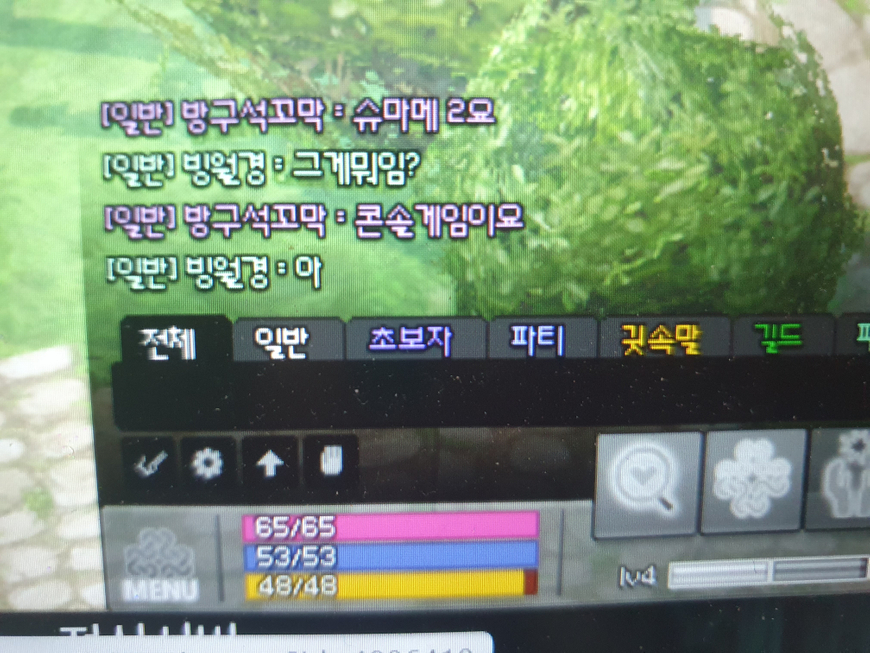 [일반] 방구석꼬막 : 슈마메 2요
[일반] 빙월경 : 그게뭐임?
[일반] 방구석꼬막 : 콘솔게임이요
[일반] 빙월경 : 아
전체 일반 초보자 파티 귓속말 길드
65/65
53/53
48/48
MENU
lv4